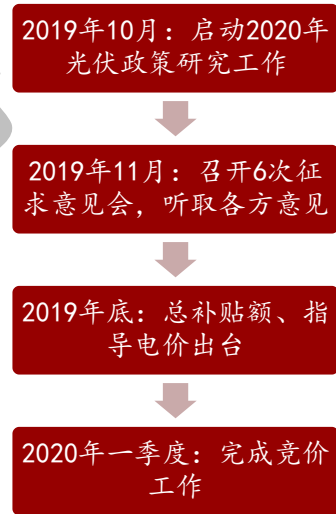 2019年10月：启动2020年
光伏政策研究工作
2019年11月：召开6次征
求意见会，听取各方意见
2019年底：总补贴额、指
导电价出台
2020年一季度：完成竞价
工作